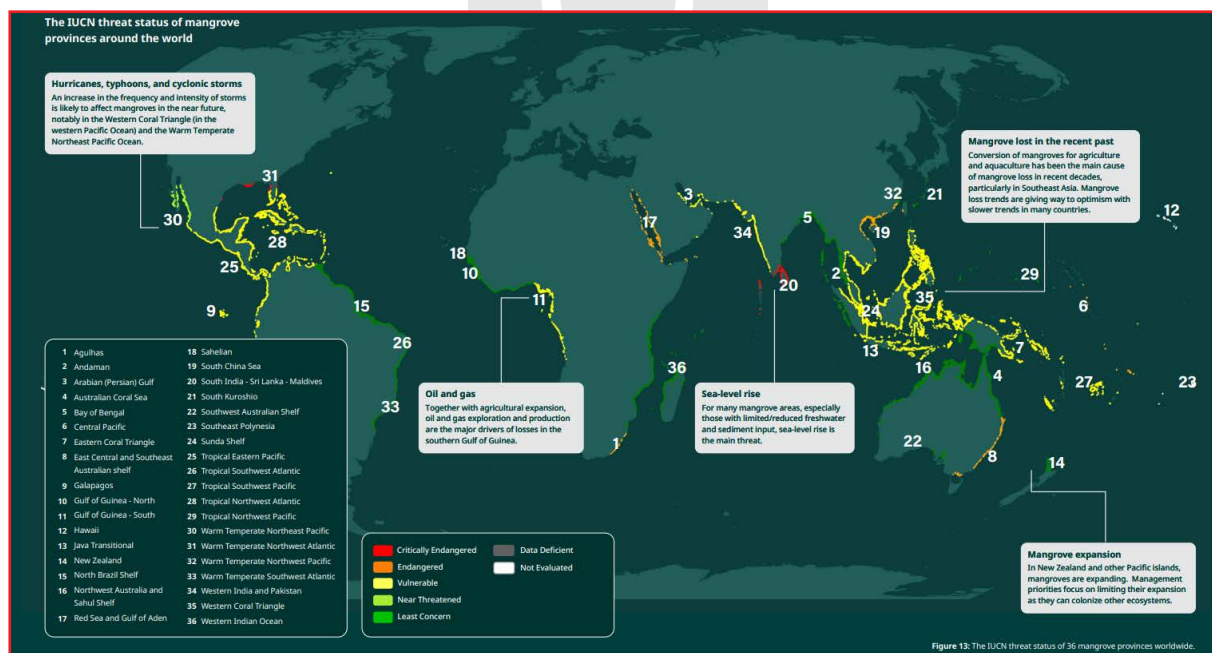 The IUCN threat status of mangrove
provinces around the world
Hurricanes, typhoons, and cyclonic storms
An increase in the frequency and intensity of storms
is likely to affect mangroves in the near future,
notably in the Western Coral Triangle (in the
western Pacific Ocean) and the Warm Temperate
Northeast Pacific Ocean.
Mangrove lost in the recent past
Conversion of mangroves for agriculture
and aquaculture has been the main cause
of mangrove loss in recent decades,
particularly in Southeast Asia. Mangrove
loss trends are giving way to optimism with
slower trends in many countries.
31
30
28
25
9
15
26
33
18
10
11
17
3
34
5
20
36
1
32
21
19
2
24
35
13
16
4
7
22
8
14
12
29
6
27
23
Oil and gas
Together with agricultural expansion,
oil and gas exploration and production
are the major drivers of losses in the
southern Gulf of Guinea.
Sea-level rise
For many mangrove areas, especially
those with limited/reduced freshwater
and sediment input, sea-level rise is
the main threat.
Mangrove expansion
In New Zealand and other Pacific islands,
mangroves are expanding. Management
priorities focus on limiting their expansion
as they can colonize other ecosystems.
1 Agulhas
2 Andaman
3 Arabian (Persian) Gulf
4 Australian Coral Sea
5 Bay of Bengal
6 Central Pacific
7 Eastern Coral Triangle
8 East Central and Southeast
Australian shelf
9 Galapagos
10 Gulf of Guinea - North
11 Gulf of Guinea - South
12 Hawaii
13 Java Transitional
14 New Zealand
15 North Brazil Shelf
16 Northwest Australia and
Sahul Shelf
17 Red Sea and Gulf of Aden
18 Sahelian
19 South China Sea
20 South India - Sri Lanka - Maldives
21 South Kuroshio
22 Southwest Australian Shelf
23 Southeast Polynesia
24 Sunda Shelf
25 Tropical Eastern Pacific
26 Tropical Southwest Atlantic
27 Tropical Southwest Pacific
28 Tropical Northwest Atlantic
29 Tropical Northwest Pacific
30 Warm Temperate Northeast Pacific
31 Warm Temperate Northwest Atlantic
32 Warm Temperate Northwest Pacific
33 Warm Temperate Southwest Atlantic
34 Western India and Pakistan
35 Western Coral Triangle
36 Western Indian Ocean
Critically Endangered
Endangered
Vulnerable
Near Threatened
Least Concern
Data Deficient
Not Evaluated
Figure 13: The IUCN threat status of 36 mangrove provinces worldwide.